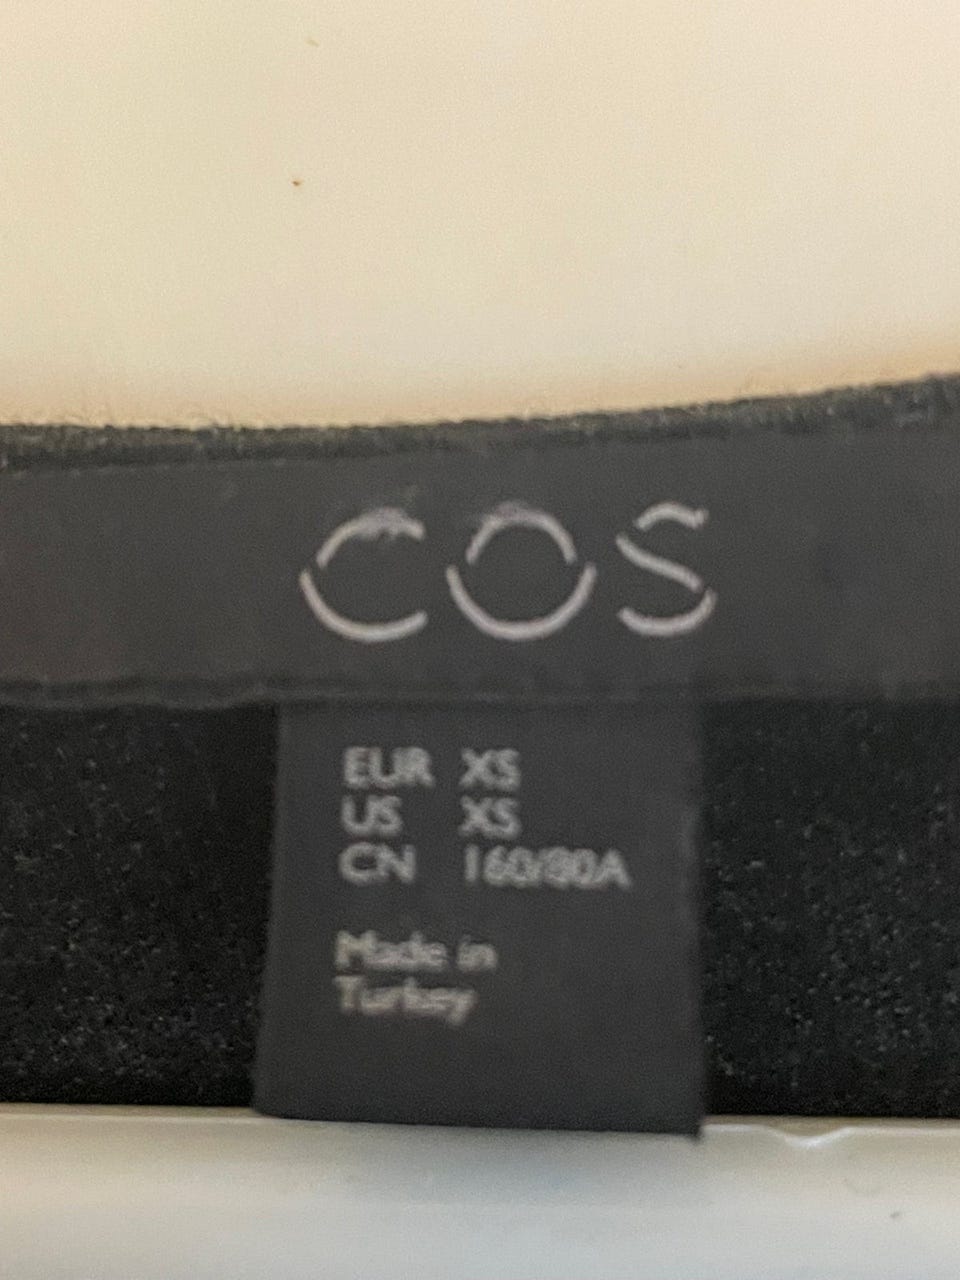 COS
EUR XS
US XS
CN 160/80A
Made in
Turkey